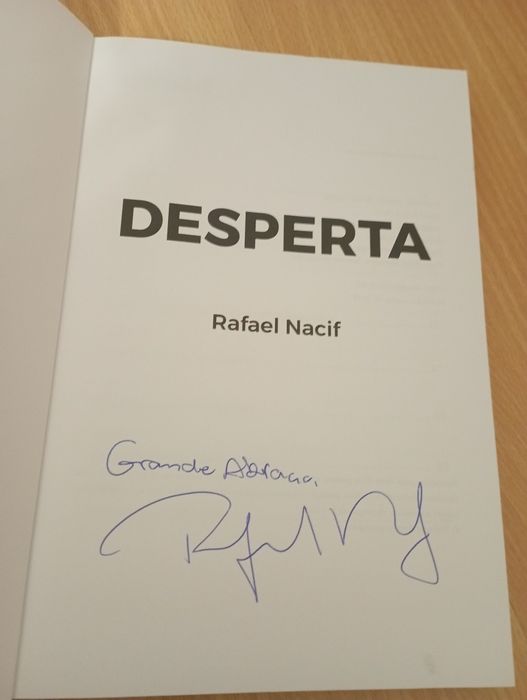 DESPERTA
Rafael Nacif
Grande Abraço.